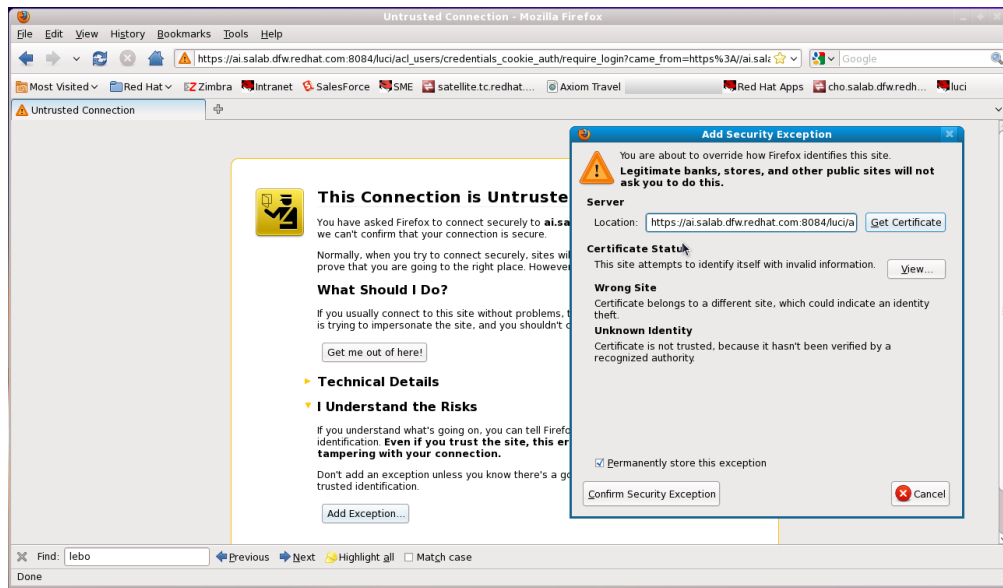 Untrusted Connection - Mozilla Firefox
File Edit View History Bookmarks Tools Help
https://ai.salab.dfw.redhat.com:8084/luci/acl_users/credentials_cookie_auth/require_login?came_from=https%3A//ai.sala
Google
Most Visited Red Hat Zimbra Intranet SalesForce SME satellite.tc.redhat.... Axiom Travel Red Hat Apps cho.salab.dfw.redh... luci
Untrusted Connection
This Connection is Untruste
You have asked Firefox to connect securely to ai.sa
we can't confirm that your connection is secure.
Normally, when you try to connect securely, sites wil
prove that you are going to the right place. However
What Should I Do?
If you usually connect to this site without problems, t
is trying to impersonate the site, and you shouldn't c
Get me out of here!
Technical Details
I Understand the Risks
If you understand what's going on, you can tell Firefo
identification. Even if you trust the site, this er
tampering with your connection.
Don't add an exception unless you know there's a go
trusted identification.
Add Exception...
Add Security Exception
You are about to override how Firefox identifies this site.
Legitimate banks, stores, and other public sites will not
ask you to do this.
Server
Location: https://ai.salab.dfw.redhat.com:8084/luci/a Get Certificate
Certificate Status
This site attempts to identify itself with invalid information. View...
Wrong Site
Certificate belongs to a different site, which could indicate an identity
theft.
Unknown Identity
Certificate is not trusted, because it hasn't been verified by a
recognized authority.
Permanently store this exception
Confirm Security Exception Cancel
Find: lebo Previous Next Highlight all Match case
Done